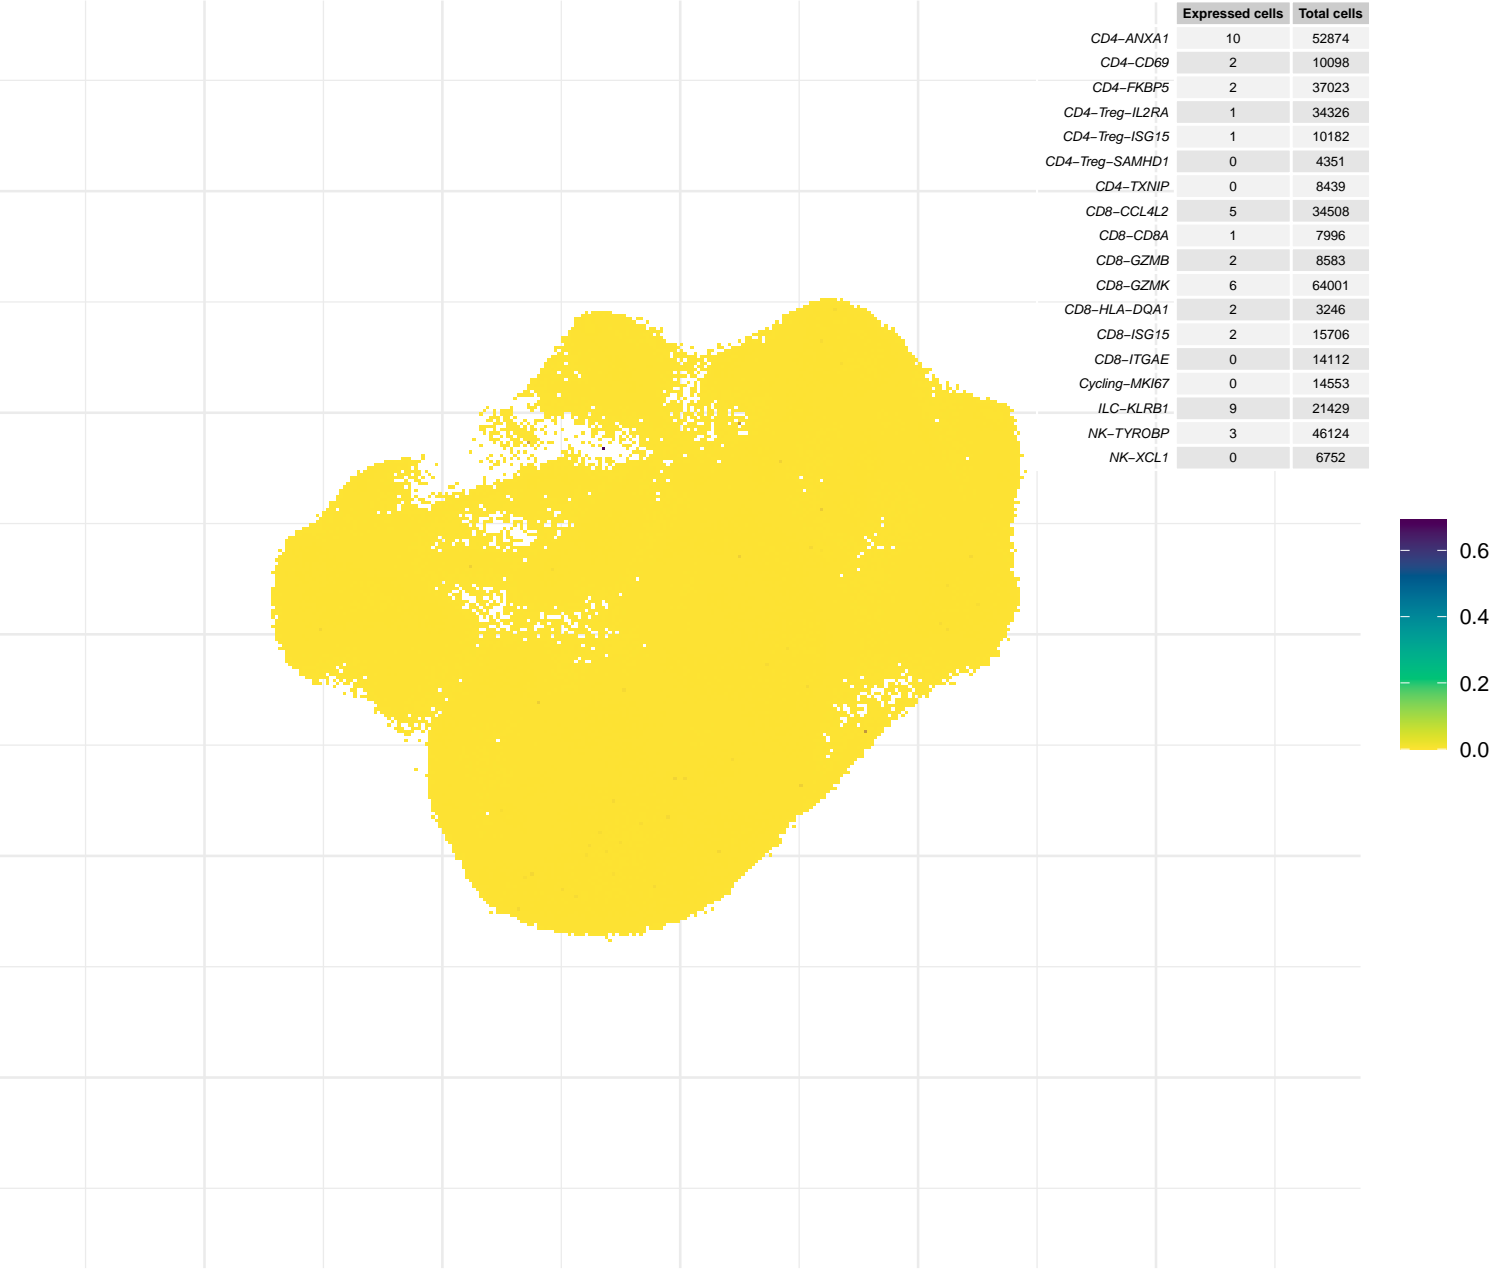 Expressed cells Total cells
CD4−ANXA1 10 52874
CD4−CD69 2 10098
CD4−FKBP5 2 37023
CD4−Treg−IL2RA 1 34326
CD4−Treg−ISG15 1 10182
CD4−Treg−SAMHD1 0 4351
CD4−TXNIP 0 8439
CD8−CCL4L2 5 34508
CD8−CD8A 1 7996
CD8−GZMB 2 8583
CD8−GZMK 6 64001
CD8−HLA−DQA1 2 3246
CD8−ISG15 2 15706
CD8−ITGAE 0 14112
Cycling−MKI67 0 14553
ILC−KLRB1 9 21429
NK−TYROBP 3 46124
NK−XCL1 0 6752
0.6
0.4
0.2
0.0